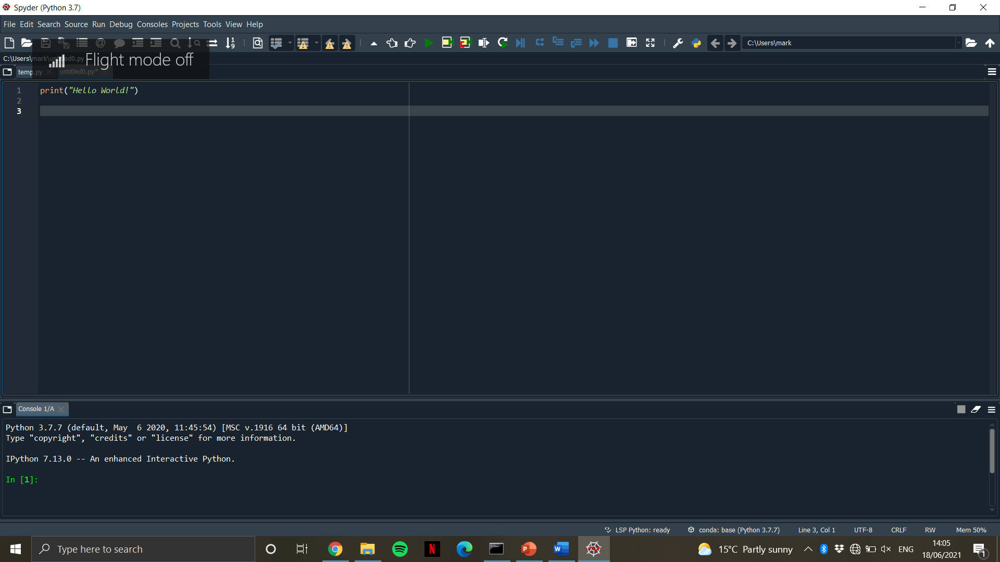 Spyder (Python 3.7)
File Edit Search Source Run Debug Consoles Projects Tools View Help
C:\Users\mark
C:\Users\mark\untitled0.py
Flight mode off
temp.py
untitled0.py*
1 print("Hello World!")
2
3
Console 1/A
Python 3.7.7 (default, May  6 2020, 11:45:54) [MSC v.1916 64 bit (AMD64)]
Type "copyright", "credits" or "license" for more information.
IPython 7.13.0 -- An enhanced Interactive Python.
In [1]:
LSP Python: ready conda: base (Python 3.7.7) Line 3, Col 1 UTF-8 CRLF RW Mem 50%
Type here to search
15°C Partly sunny
ENG
14:05
18/06/2021
1